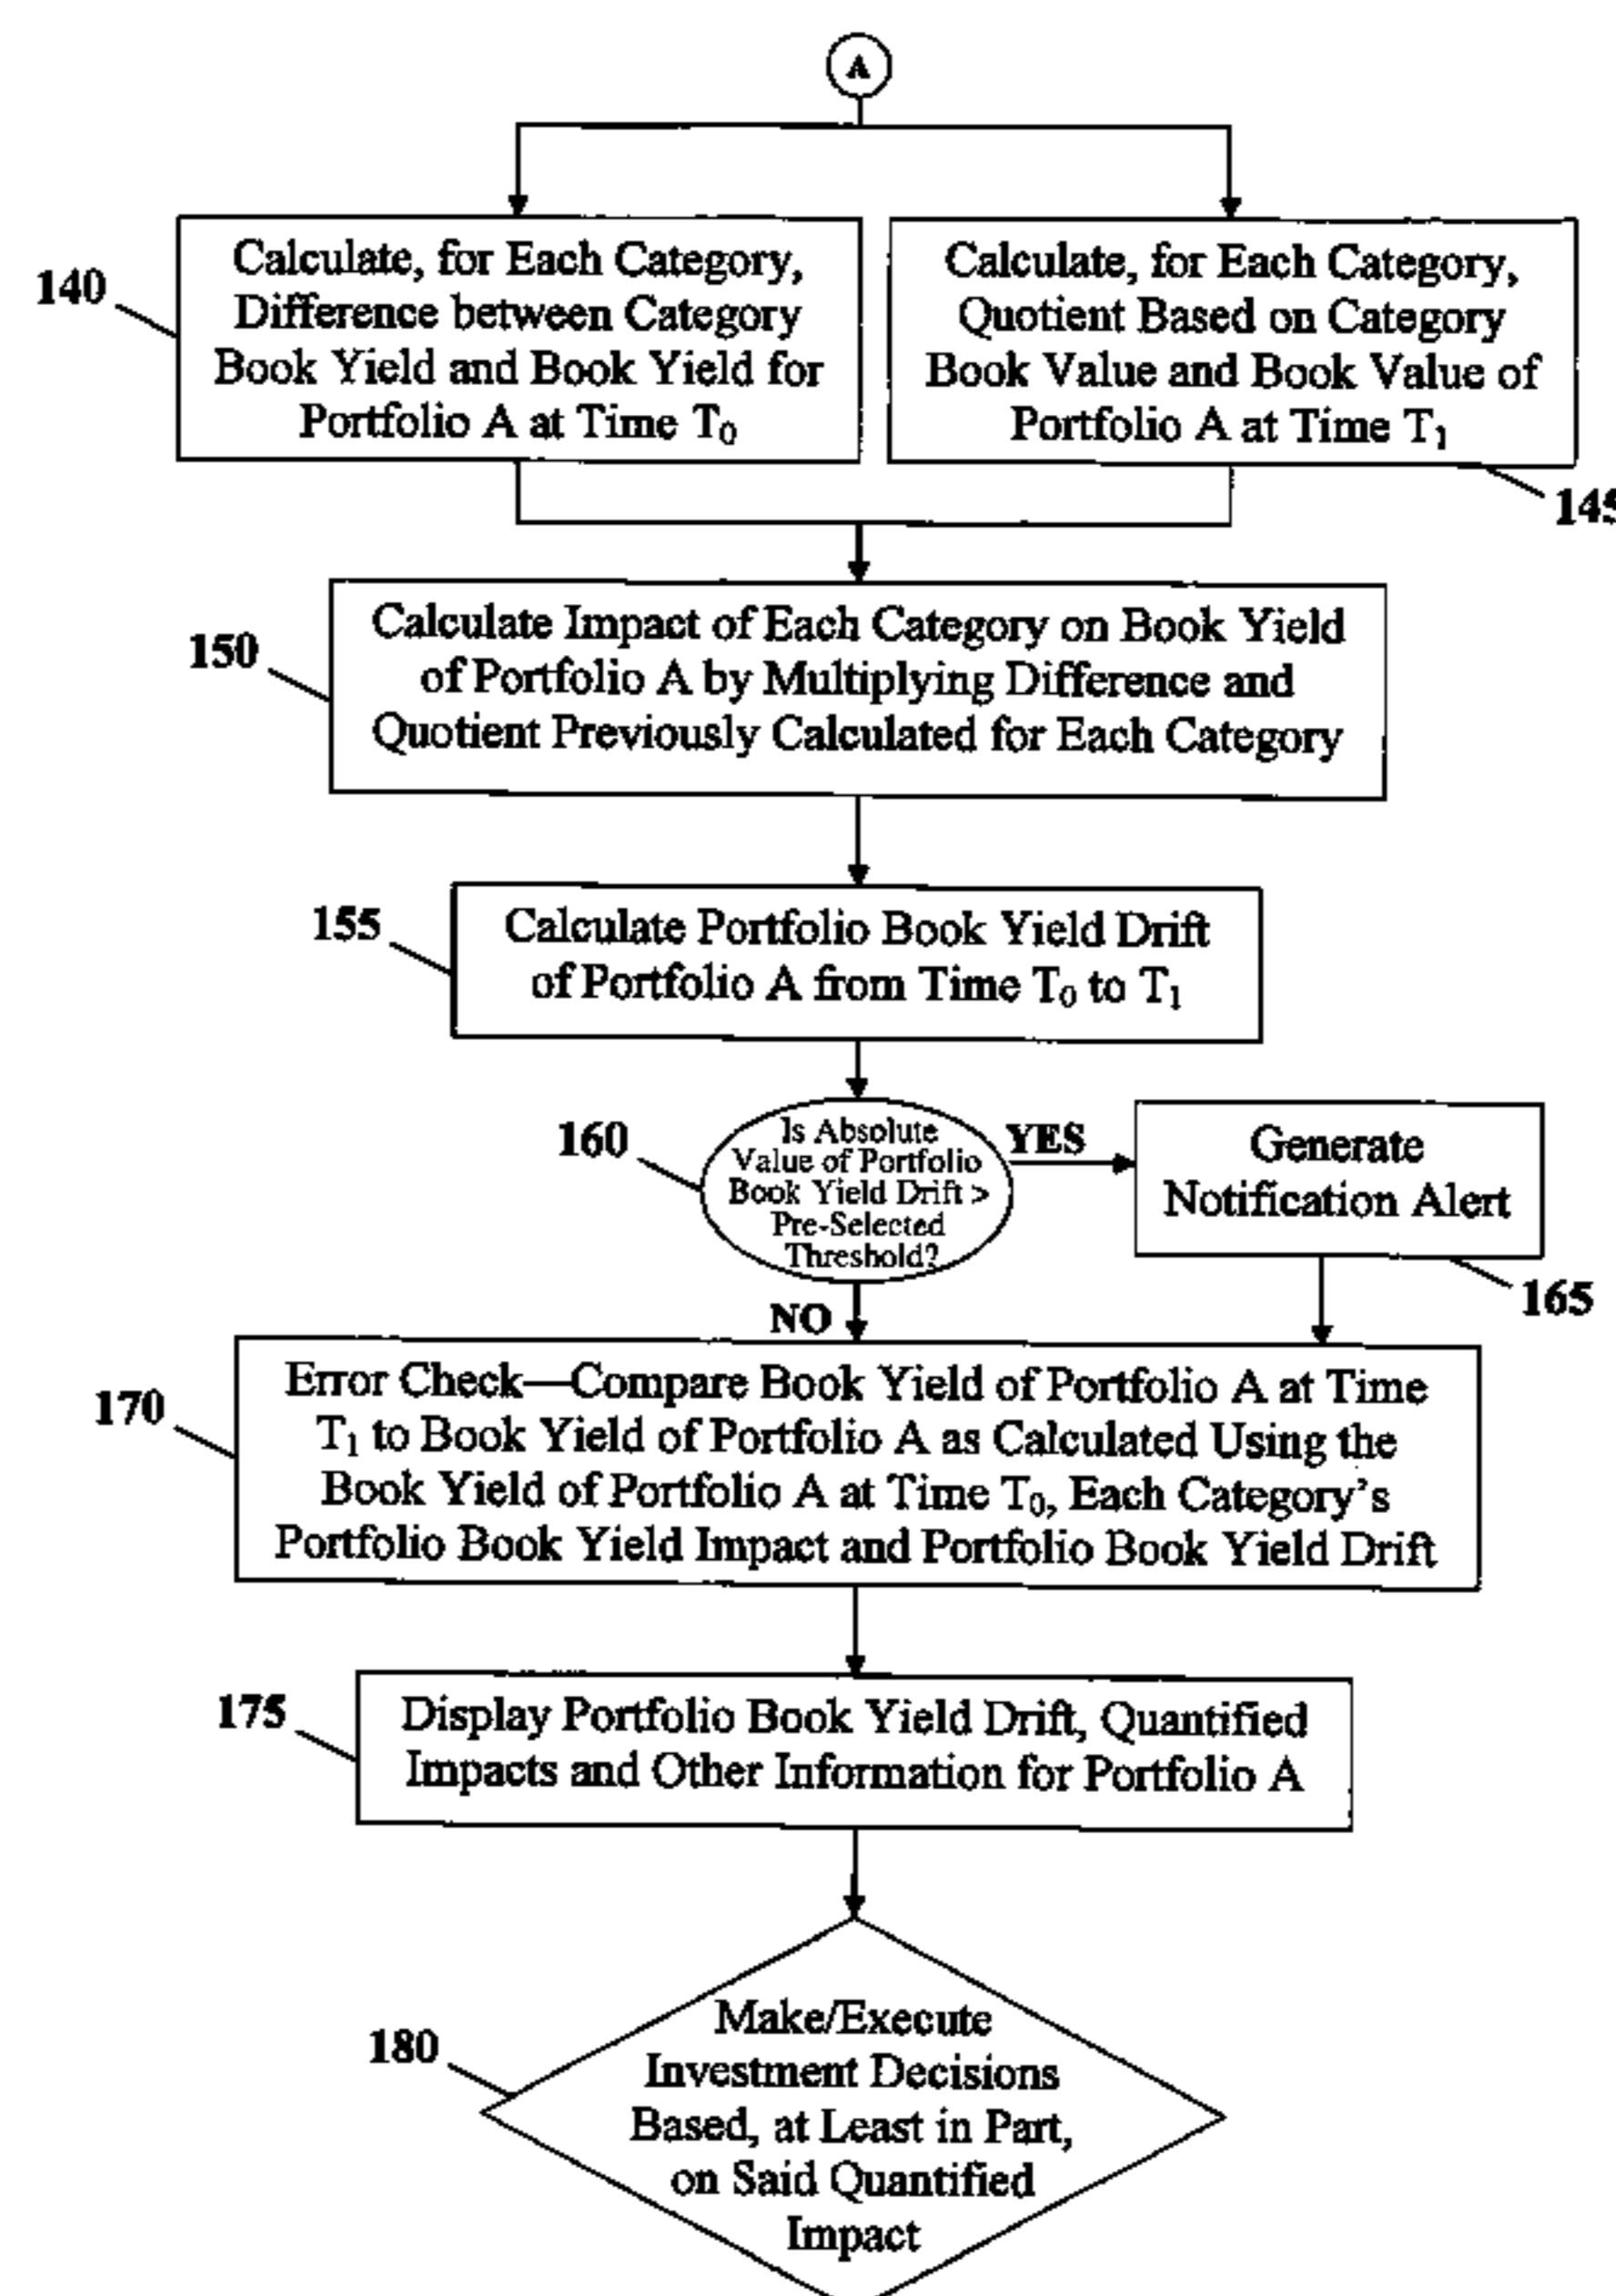 A
140
Calculate, for Each Category,
Difference between Category
Book Yield and Book Yield for
Portfolio A at Time T₀
Calculate, for Each Category,
Quotient Based on Category
Book Value and Book Value of
Portfolio A at Time T₁
145
150
Calculate Impact of Each Category on Book Yield
of Portfolio A by Multiplying Difference and
Quotient Previously Calculated for Each Category
155
Calculate Portfolio Book Yield Drift
of Portfolio A from Time T₀ to T₁
160
Is Absolute
Value of Portfolio
Book Yield Drift >
Pre-Selected
Threshold?
YES
Generate
Notification Alert
165
NO
170
Error Check—Compare Book Yield of Portfolio A at Time
T₁ to Book Yield of Portfolio A as Calculated Using the
Book Yield of Portfolio A at Time T₀, Each Category's
Portfolio Book Yield Impact and Portfolio Book Yield Drift
175
Display Portfolio Book Yield Drift, Quantified
Impacts and Other Information for Portfolio A
180
Make/Execute
Investment Decisions
Based, at Least in Part,
on Said Quantified
Impact